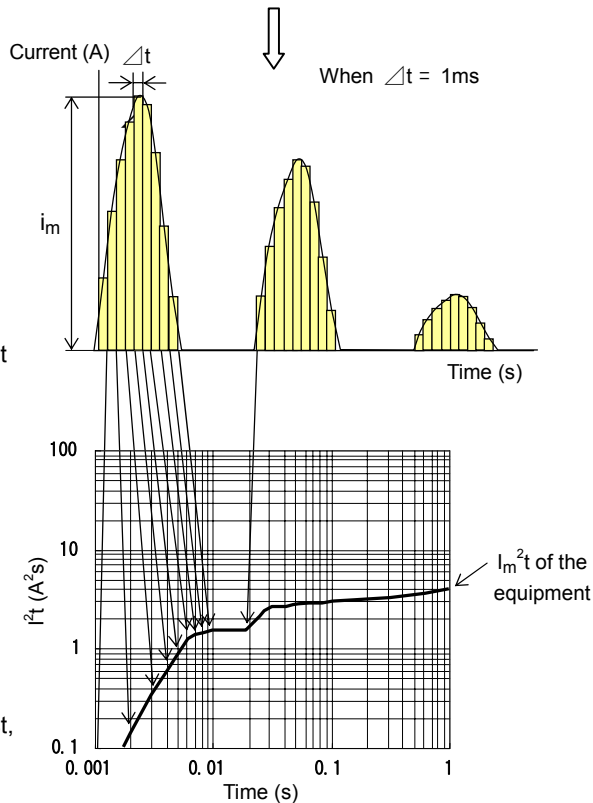 Current (A) ⊿t
When ⊿t = 1ms
im
t
Time (s)
100
10
1
0.1
I²t (A²s)
Im²t of the
equipment
t,
0.001 0.01 0.1 1
Time (s)